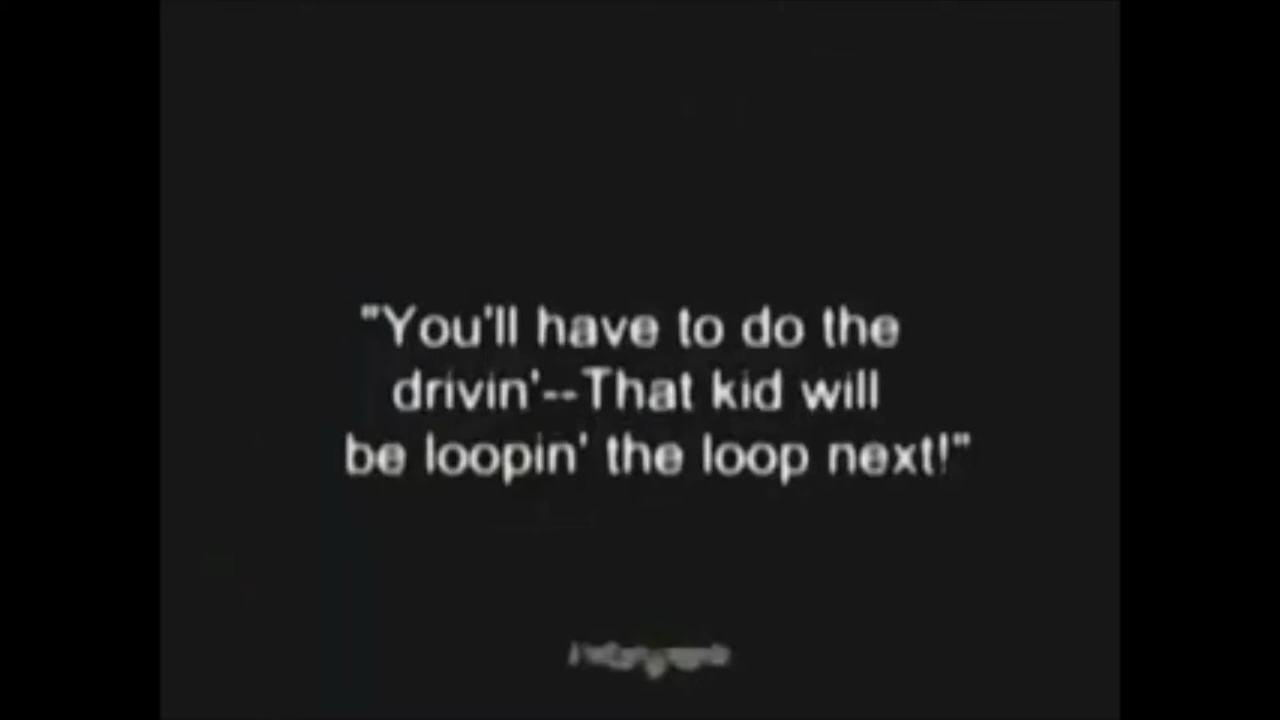 "You'll have to do the
drivin'--That kid will
be loopin' the loop next!"